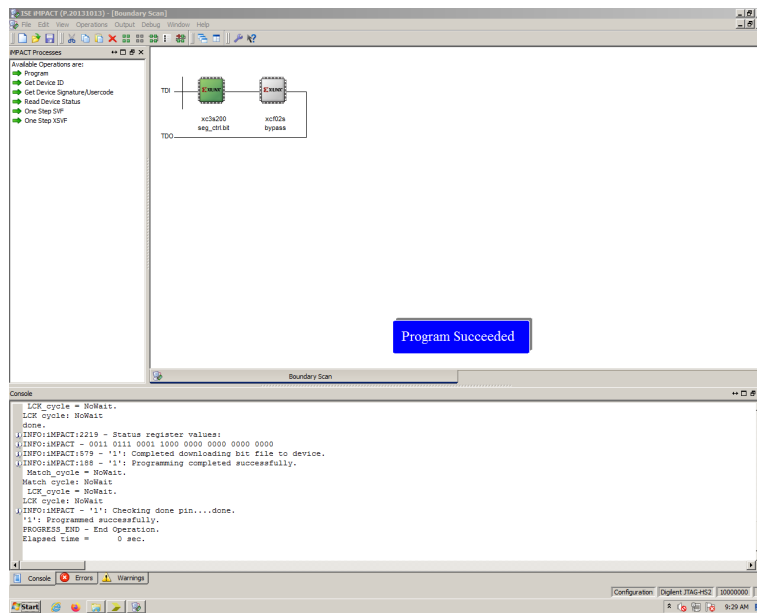 ISE iMPACT (P.20131013) - [Boundary Scan]
File Edit View Operations Output Debug Window Help
iMPACT Processes
Available Operations are:
Program
Get Device ID
Get Device Signature/Usercode
Read Device Status
One Step SVF
One Step XSVF
TDI
XILINX
XILINX
xc3s200
seg_ctrl.bit
xcf02s
bypass
TDO
Program Succeeded
Boundary Scan
Console
LCK_cycle = NoWait.
LCK cycle: NoWait
done.
INFO:iMPACT:2219 - Status register values:
INFO:iMPACT - 0011 0111 0001 1000 0000 0000 0000 0000
INFO:iMPACT:579 - '1': Completed downloading bit file to device.
INFO:iMPACT:188 - '1': Programming completed successfully.
Match_cycle = NoWait.
Match cycle: NoWait
LCK_cycle = NoWait.
LCK cycle: NoWait
INFO:iMPACT - '1': Checking done pin....done.
'1': Programmed successfully.
PROGRESS_END - End Operation.
Elapsed time = 0 sec.
Console Errors Warnings
Configuration Digilent JTAG-HS2 10000000
Start 9:29 AM